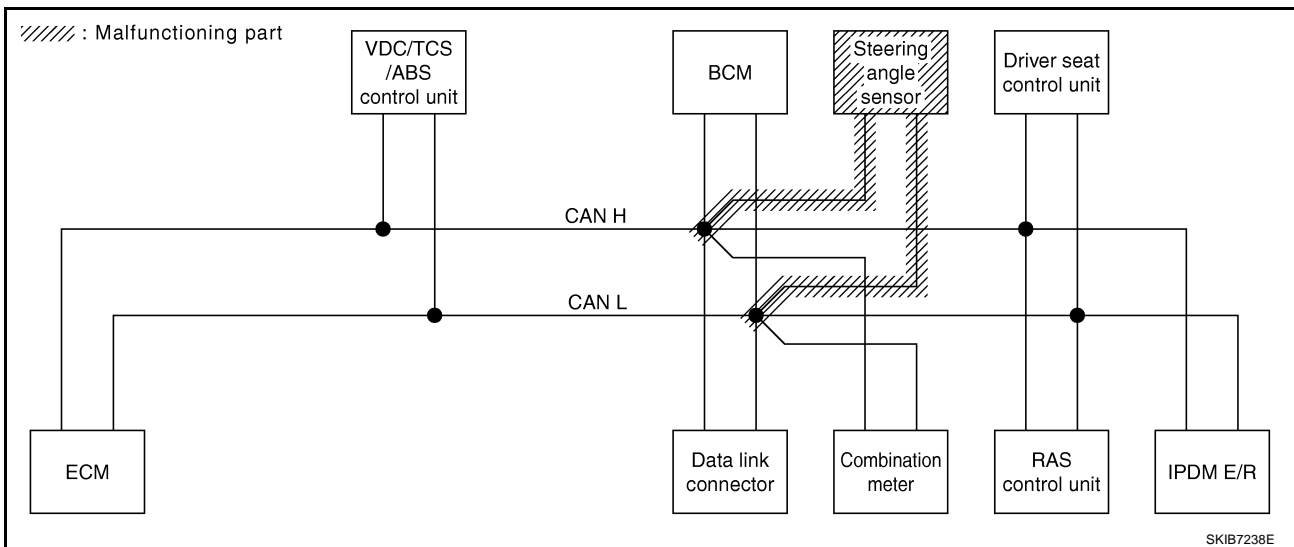 : Malfunctioning part
VDC/TCS
/ABS
control unit
BCM
Steering
angle
sensor
Driver seat
control unit
CAN H
CAN L
ECM
Data link
connector
Combination
meter
RAS
control unit
IPDM E/R
SKIB7238E